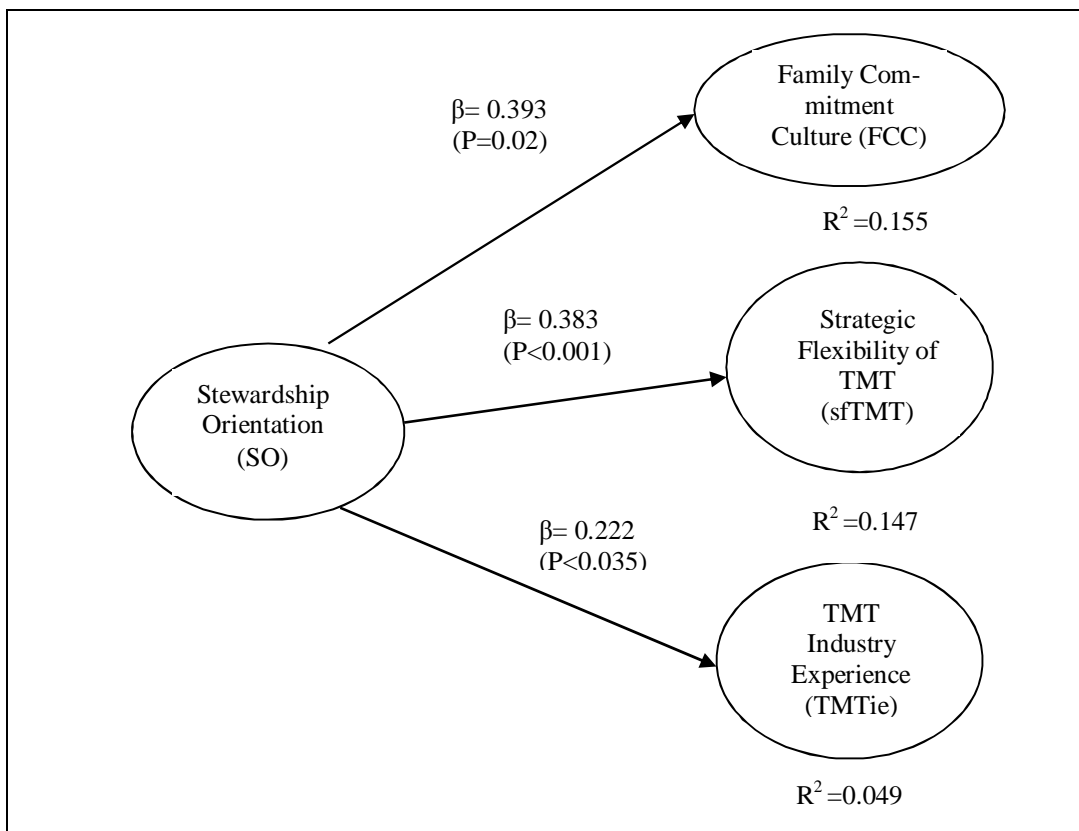 Family Com-
mitment
Culture (FCC)
β= 0.393
(P=0.02)
R² =0.155
β= 0.383
(P<0.001)
Strategic
Flexibility of
TMT
(sfTMT)
Stewardship
Orientation
(SO)
R² =0.147
β= 0.222
(P<0.035)
TMT
Industry
Experience
(TMTie)
R² =0.049